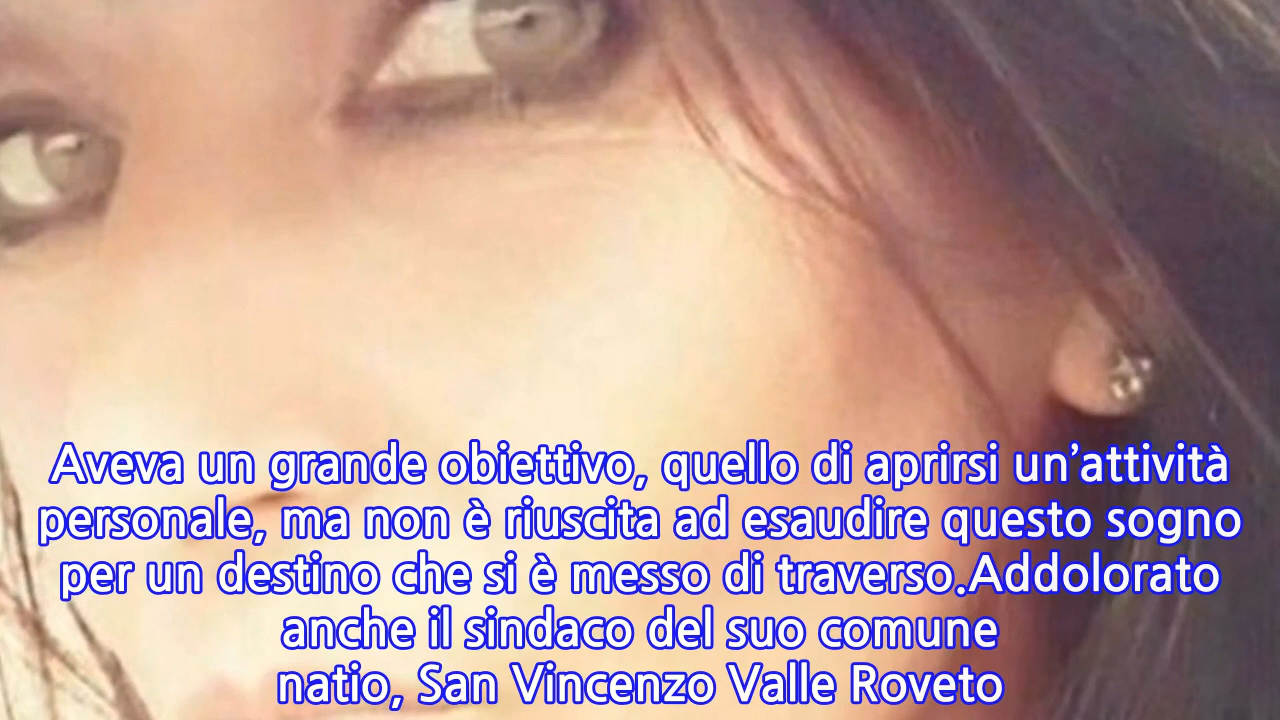 Aveva un grande obiettivo, quello di aprirsi un’attività
personale, ma non è riuscita ad esaudire questo sogno
per un destino che si è messo di traverso.Addolorato
anche il sindaco del suo comune
natio, San Vincenzo Valle Roveto